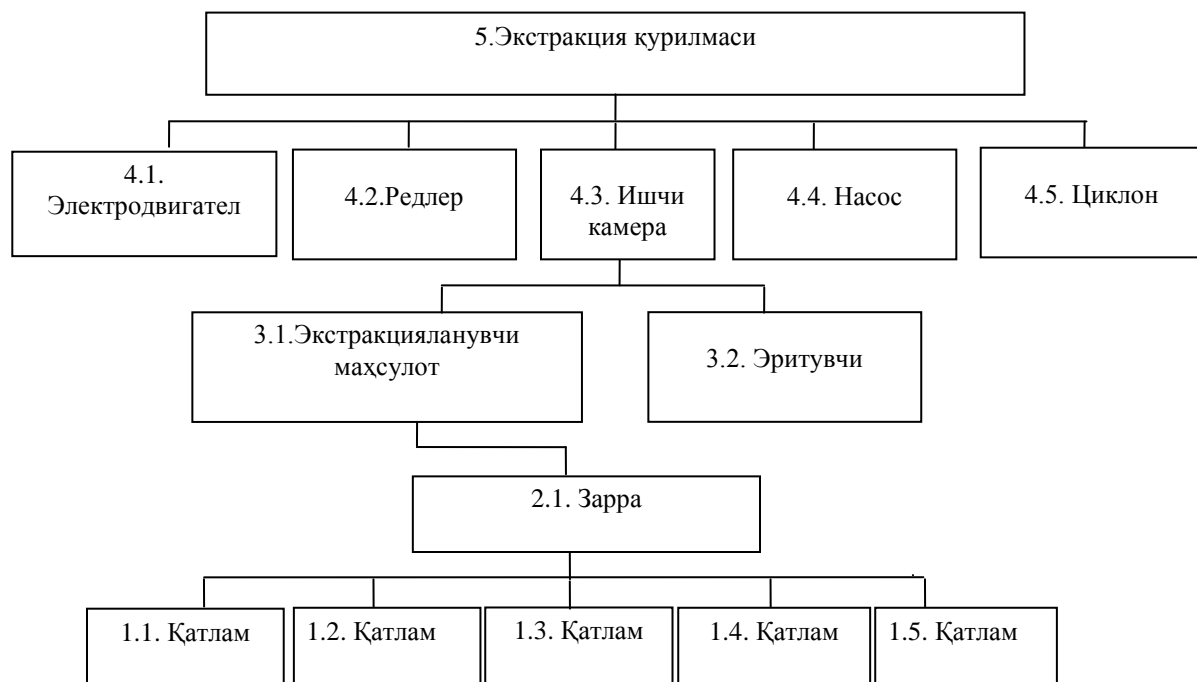 5.Экстракция қурилмаси
4.1.
Электродвигател
4.2.Редлер
4.3. Ишчи
камера
4.4. Насос
4.5. Циклон
3.1.Экстракцияланувчи
маҳсулот
3.2. Эритувчи
2.1. Зарра
1.1. Қатлам
1.2. Қатлам
1.3. Қатлам
1.4. Қатлам
1.5. Қатлам